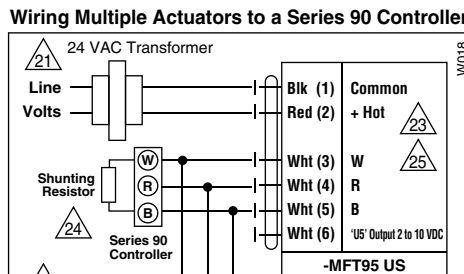 Wiring Multiple Actuators to a Series 90 Controller
W018
21
24 VAC Transformer
Line
Volts
Blk (1) Common
Red (2) + Hot
23
25
Wht (3) W
Wht (4) R
Wht (5) B
Wht (6) 'U5' Output 2 to 10 VDC
-MFT95 US
Shunting
Resistor
24
W
R
B
Series 90
Controller